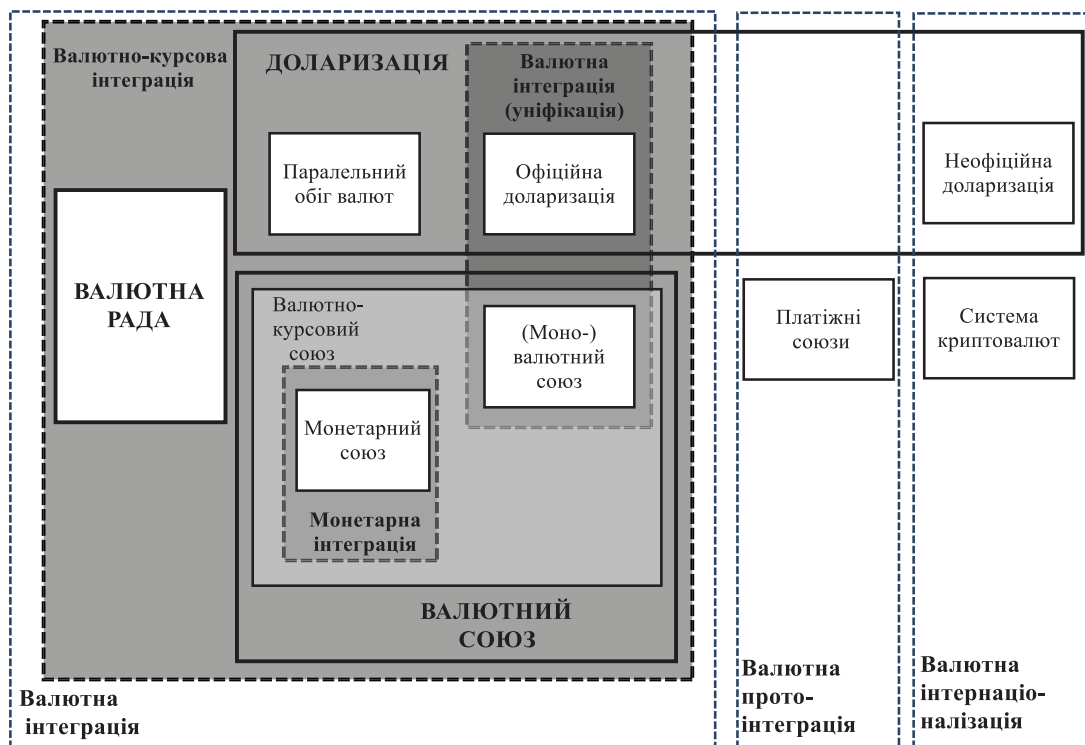 Валютно-курсова
інтеграція
ДОЛАРИЗАЦІЯ
Валютна
інтеграція
(уніфікація)
Паралельний
обіг валют
Офіційна
доларизація
Неофіційна
доларизація
ВАЛЮТНА
РАДА
Валютно-
курсовий
союз
(Моно-)
валютний
союз
Платіжні
союзи
Система
криптовалют
Монетарний
союз
Монетарна
інтеграція
ВАЛЮТНИЙ
СОЮЗ
Валютна
інтеграція
Валютна
прото-
інтеграція
Валютна
інтернаціо-
налізація